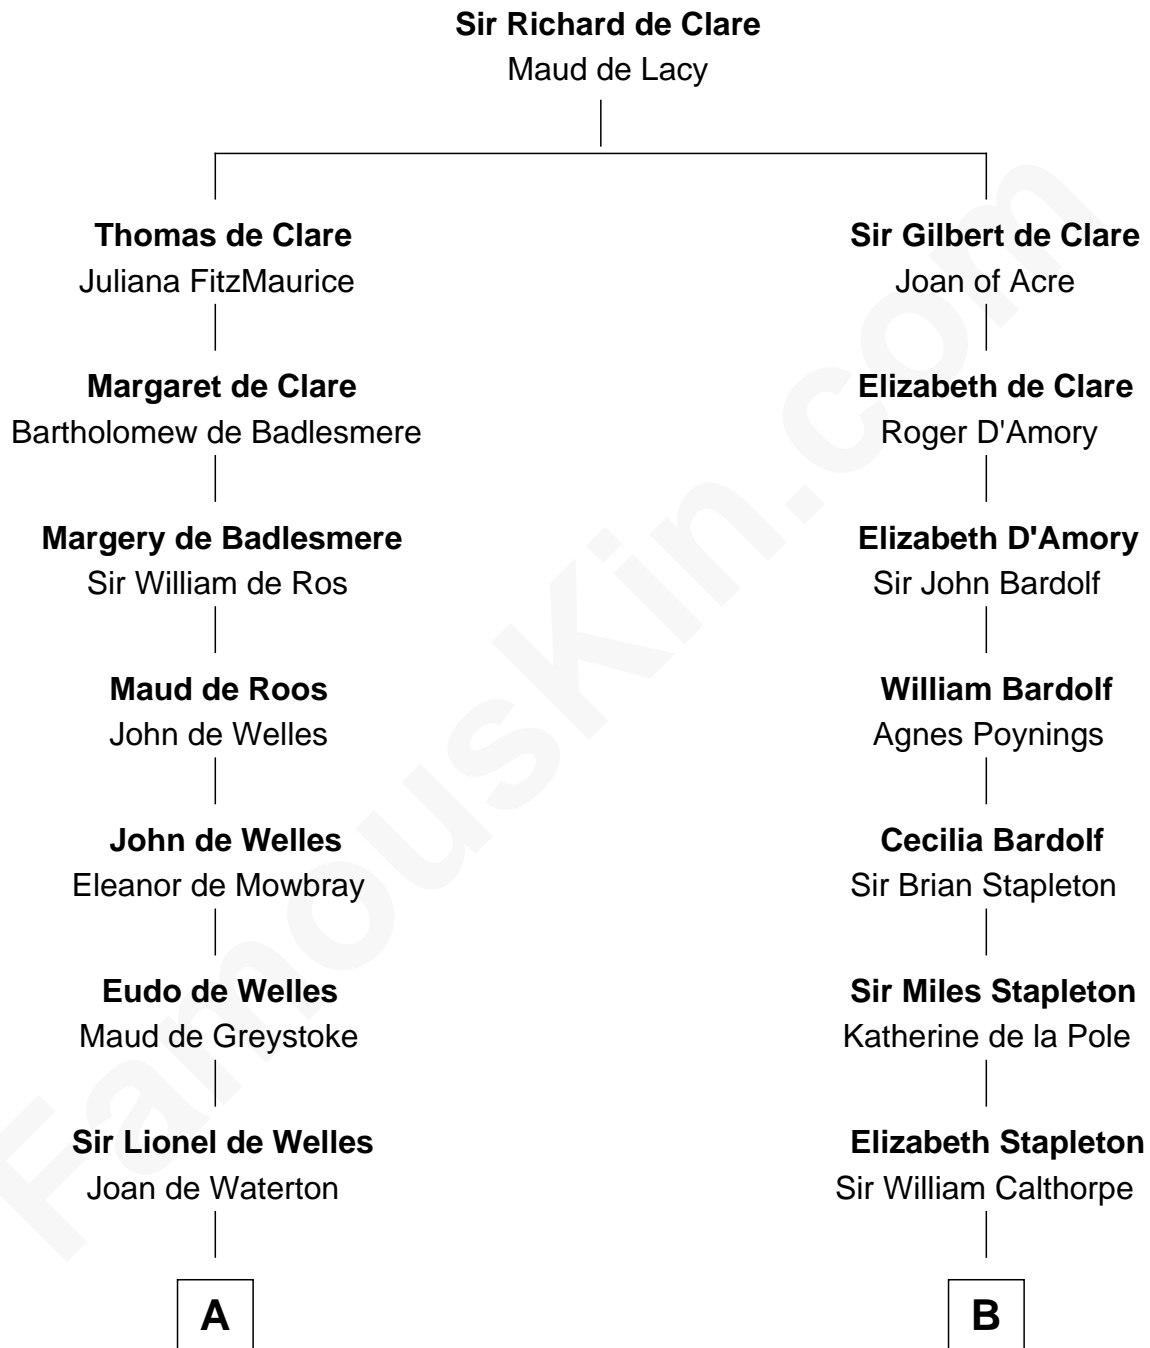 Sir Richard de Clare
Maud de Lacy
Thomas de Clare
Juliana FitzMaurice
Sir Gilbert de Clare
Joan of Acre
Margaret de Clare
Bartholomew de Badlesmere
Elizabeth de Clare
Roger D'Amory
Margery de Badlesmere
Sir William de Ros
Elizabeth D'Amory
Sir John Bardolf
Maud de Roos
John de Welles
William Bardolf
Agnes Poynings
John de Welles
Eleanor de Mowbray
Cecilia Bardolf
Sir Brian Stapleton
Eudo de Welles
Maud de Greystoke
Sir Miles Stapleton
Katherine de la Pole
Sir Lionel de Welles
Joan de Waterton
Elizabeth Stapleton
Sir William Calthorpe
A
B
FamousKin.com